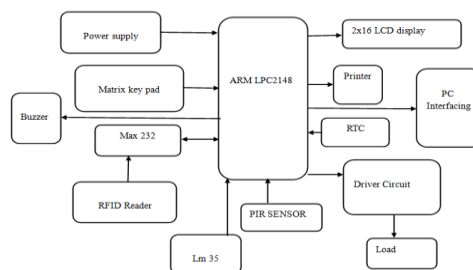 Power supply
ARM LPC2148
2x16 LCD display
Matrix key pad
Printer
PC
Interfacing
Buzzer
Max 232
RTC
RFID Reader
PIR SENSOR
Driver Circuit
Lm 35
Load